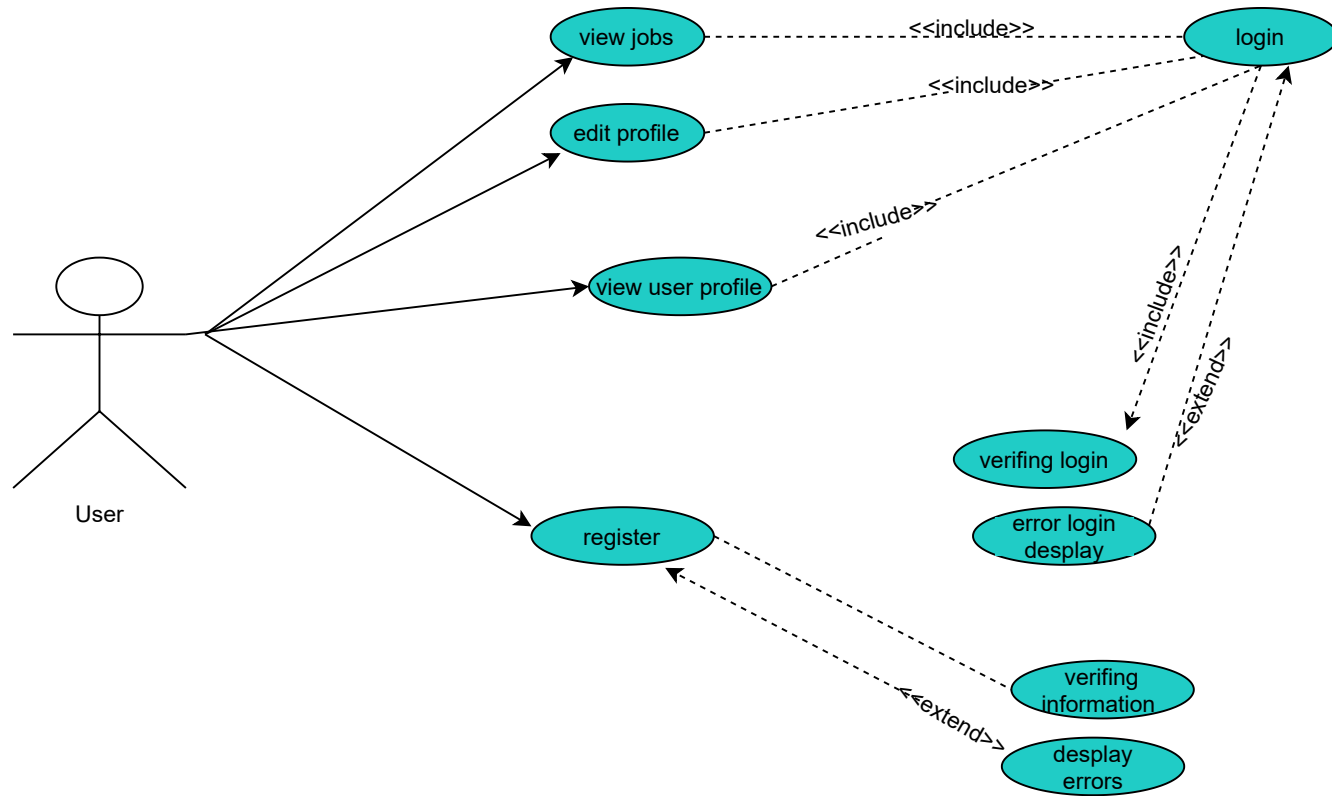 view jobs
<<include>>
login
edit profile
<<include>>
<<include>>
view user profile
<<include>>
<<extend>>
verifing login
User
register
error login
desplay
verifing
information
<<extend>>
desplay
errors